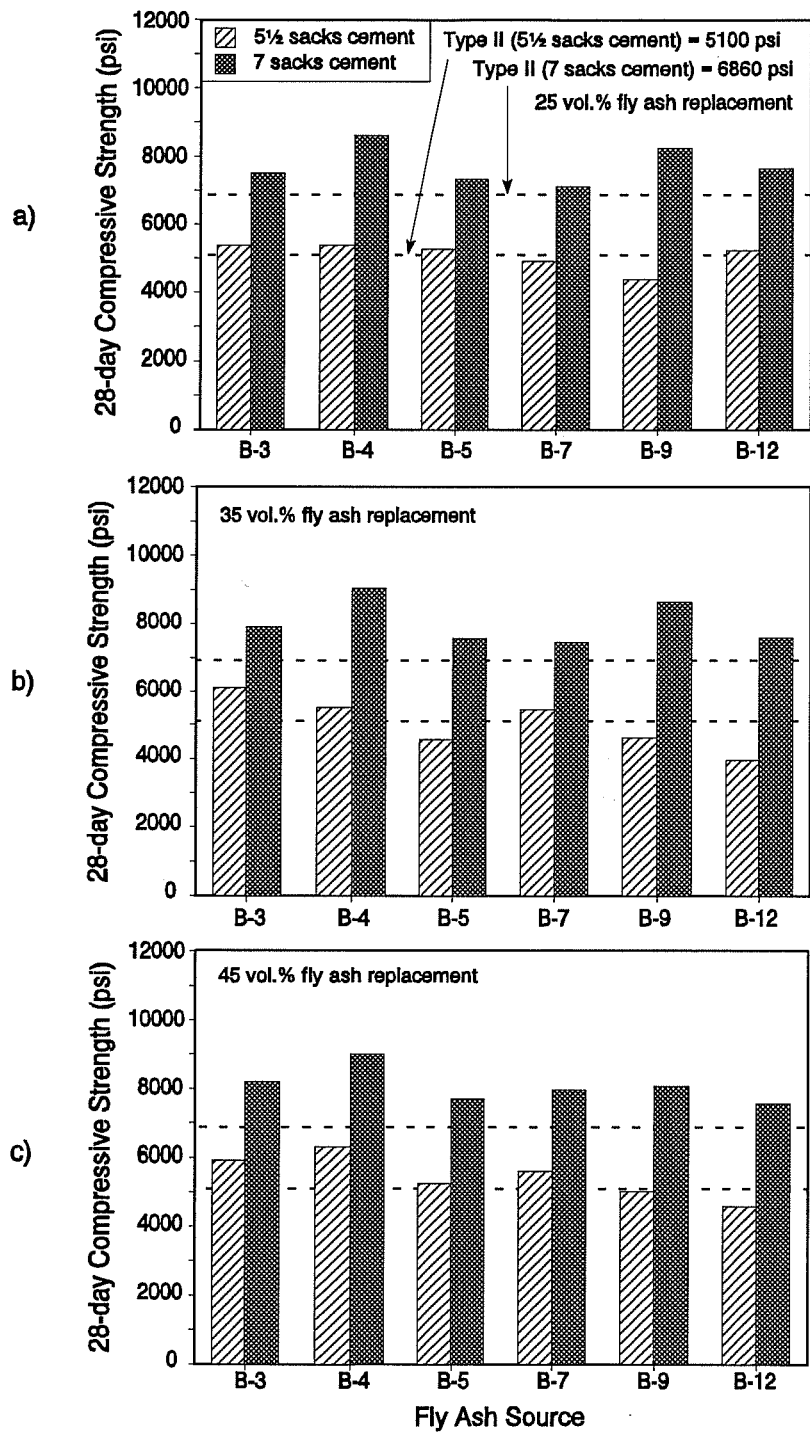 a)
28-day Compressive Strength (psi)
12000
10000
8000
6000
4000
2000
0
5½ sacks cement
7 sacks cement
Type II (5½ sacks cement) = 5100 psi
Type II (7 sacks cement) = 6860 psi
25 vol.% fly ash replacement
B-3 B-4 B-5 B-7 B-9 B-12
b)
28-day Compressive Strength (psi)
12000
10000
8000
6000
4000
2000
0
35 vol.% fly ash replacement
B-3 B-4 B-5 B-7 B-9 B-12
c)
28-day Compressive Strength (psi)
12000
10000
8000
6000
4000
2000
0
45 vol.% fly ash replacement
B-3 B-4 B-5 B-7 B-9 B-12
Fly Ash Source